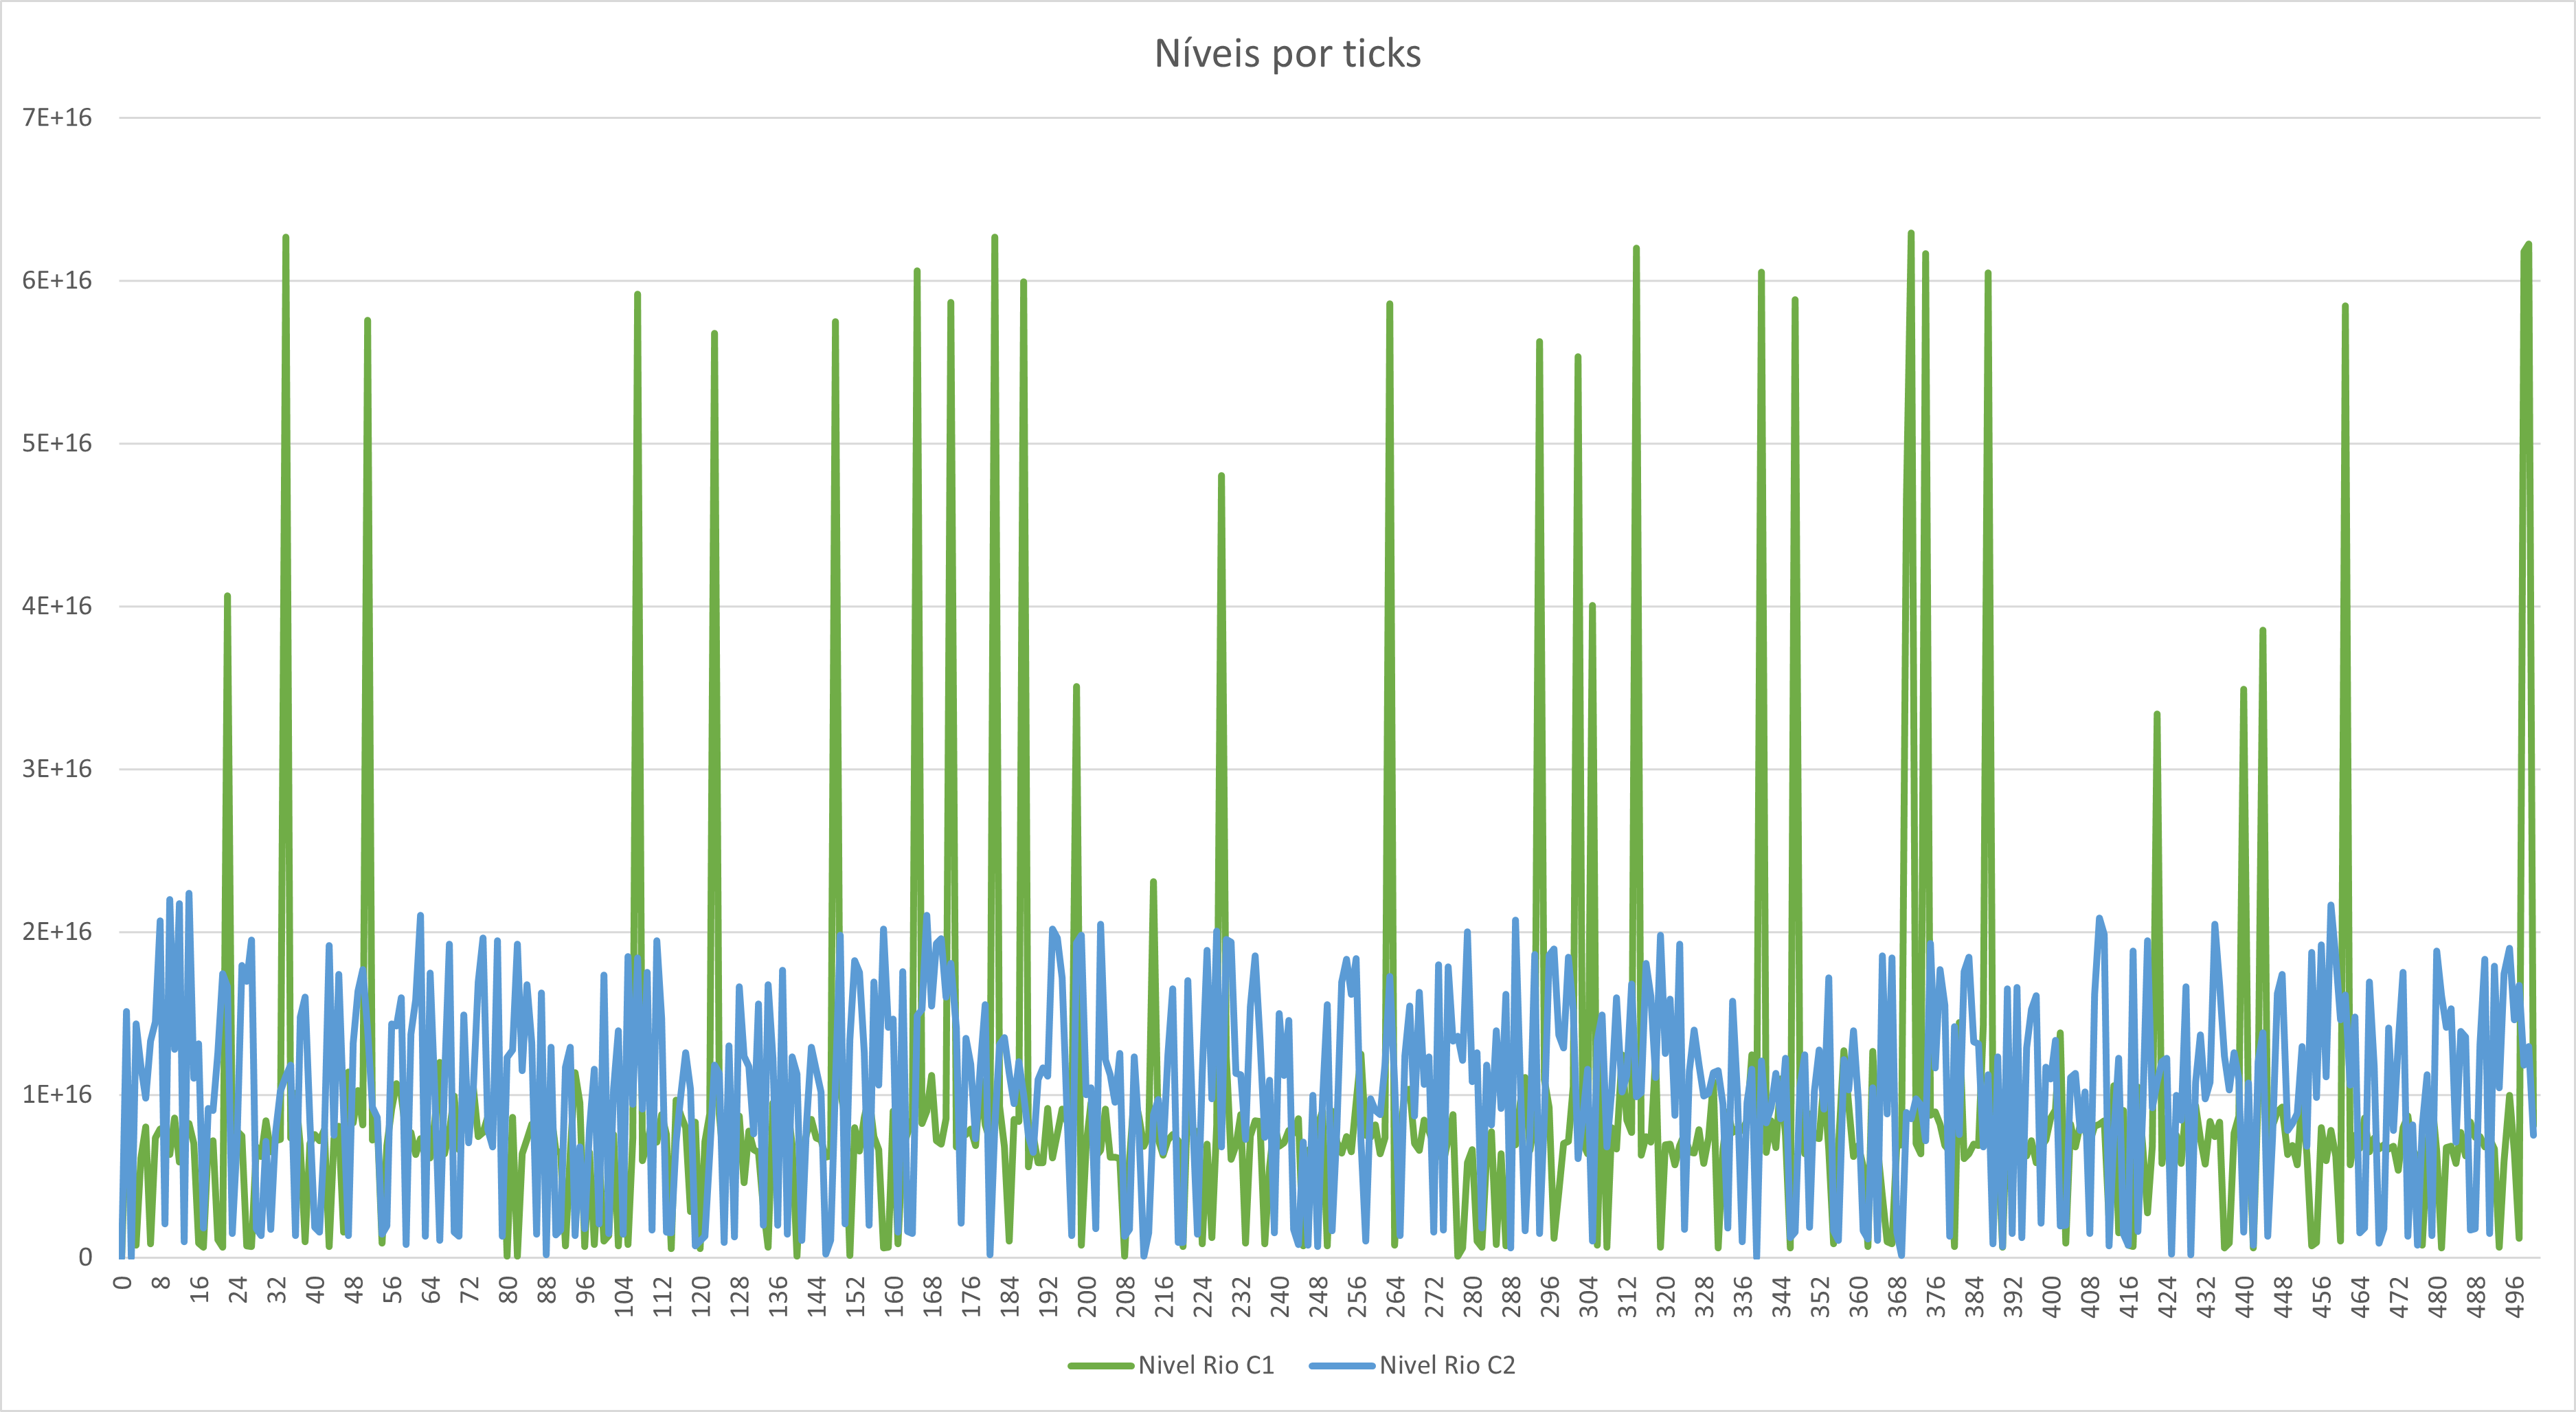 Níveis por ticks
7E+16
6E+16
5E+16
4E+16
3E+16
2E+16
1E+16
0
0 8 16 24 32 40 48 56 64 72 80 88 96 104 112 120 128 136 144 152 160 168 176 184 192 200 208 216 224 232 240 248 256 264 272 280 288 296 304 312 320 328 336 344 352 360 368 376 384 392 400 408 416 424 432 440 448 456 464 472 480 488 496
Nivel Rio C1 Nivel Rio C2